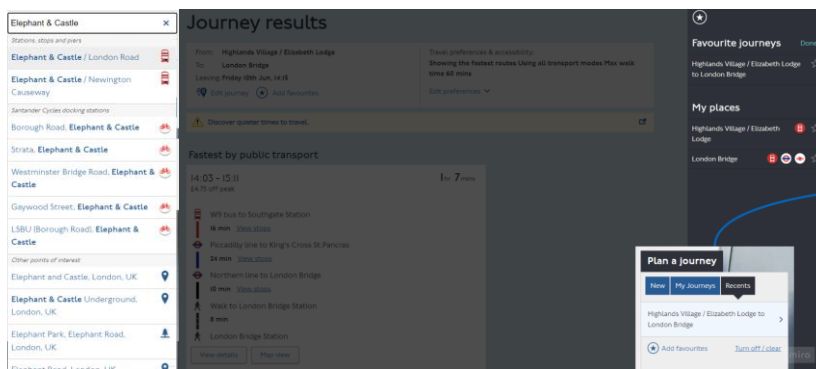 Elephant & Castle
Stations, stops and piers
Elephant & Castle / London Road
Elephant & Castle / Newington
Causeway
Santander Cycles docking stations
Borough Road, Elephant & Castle
Strata, Elephant & Castle
Westminster Bridge Road, Elephant &
Castle
Gaywood Street, Elephant & Castle
LSBU (Borough Road), Elephant &
Castle
Other points of interest
Elephant and Castle, London, UK
Elephant & Castle Underground,
London, UK
Elephant Park, Elephant Road,
London, UK
Elephant Road, London, UK
Journey results
From: Highlands Village / Elizabeth Lodge
To: London Bridge
Leaving: Friday 10th Jun, 14:10
Edit journey Add favourites
Travel preferences & accessibility:
Showing the fastest routes Using all transport modes Max walk
time 60 mins
Edit preferences
Discover quieter times to travel.
Fastest by public transport
14:03 - 15:11
1hr 7mins
off peak
W9 bus to Southgate Station
16 min View stops
Piccadilly line to King's Cross St Pancras
24 min View stops
Northern line to London Bridge
10 min View stops
Walk to London Bridge Station
8 min
London Bridge Station
View details Map view
Favourite journeys Done
Highlands Village / Elizabeth Lodge
to London Bridge
My places
Highlands Village / Elizabeth
Lodge
London Bridge
Plan a journey
New My Journeys Recents
Highlands Village / Elizabeth Lodge to
London Bridge
Add favourites Turn off / clear
miro